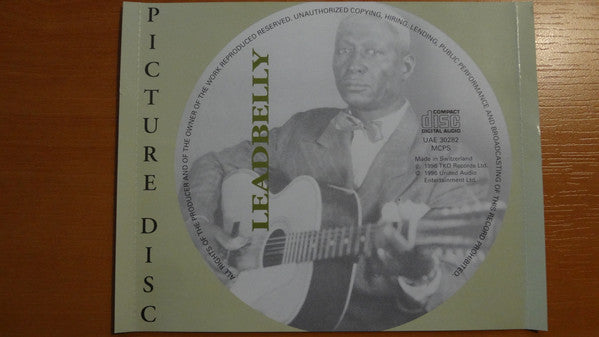 PICTURE DISC
ALL RIGHTS OF THE PRODUCER AND OF THE OWNER OF THE WORK REPRODUCED RESERVED. UNAUTHORIZED COPYING, HIRING, LENDING, PUBLIC PERFORMANCE AND BROADCASTING OF THIS RECORD PROHIBITED.
LEADBELLY
COMPACT
disc
DIGITAL AUDIO
UAE 30282
MCPS
Made in Switzerland
℗ 1996 TKO Records Ltd.
© 1996 United Audio
Entertainment Ltd.